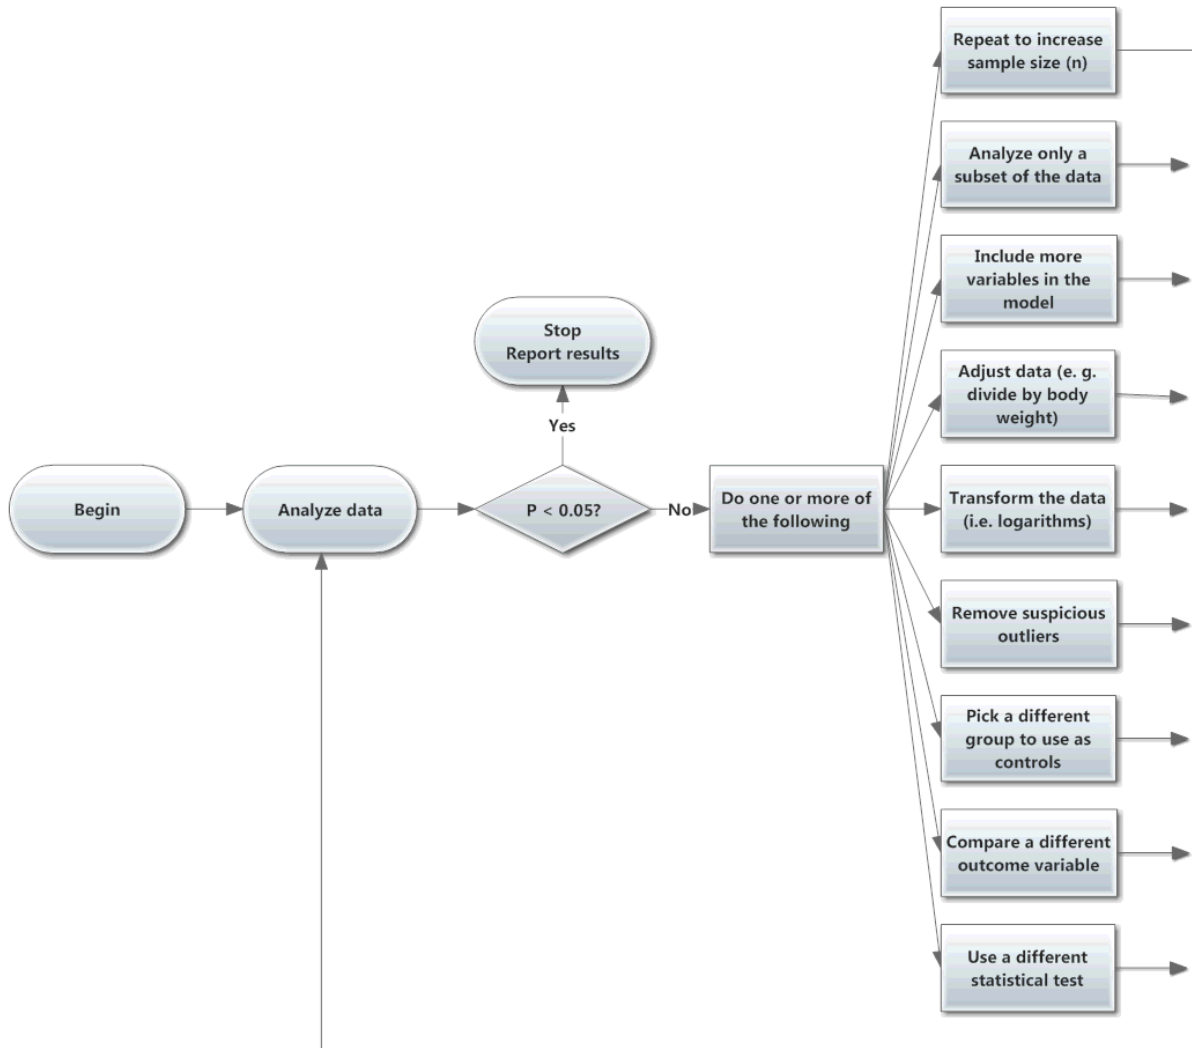 Begin
Analyze data
P < 0.05?
Yes
Stop
Report results
No
Do one or more of
the following
Repeat to increase
sample size (n)
Analyze only a
subset of the data
Include more
variables in the
model
Adjust data (e. g.
divide by body
weight)
Transform the data
(i.e. logarithms)
Remove suspicious
outliers
Pick a different
group to use as
controls
Compare a different
outcome variable
Use a different
statistical test